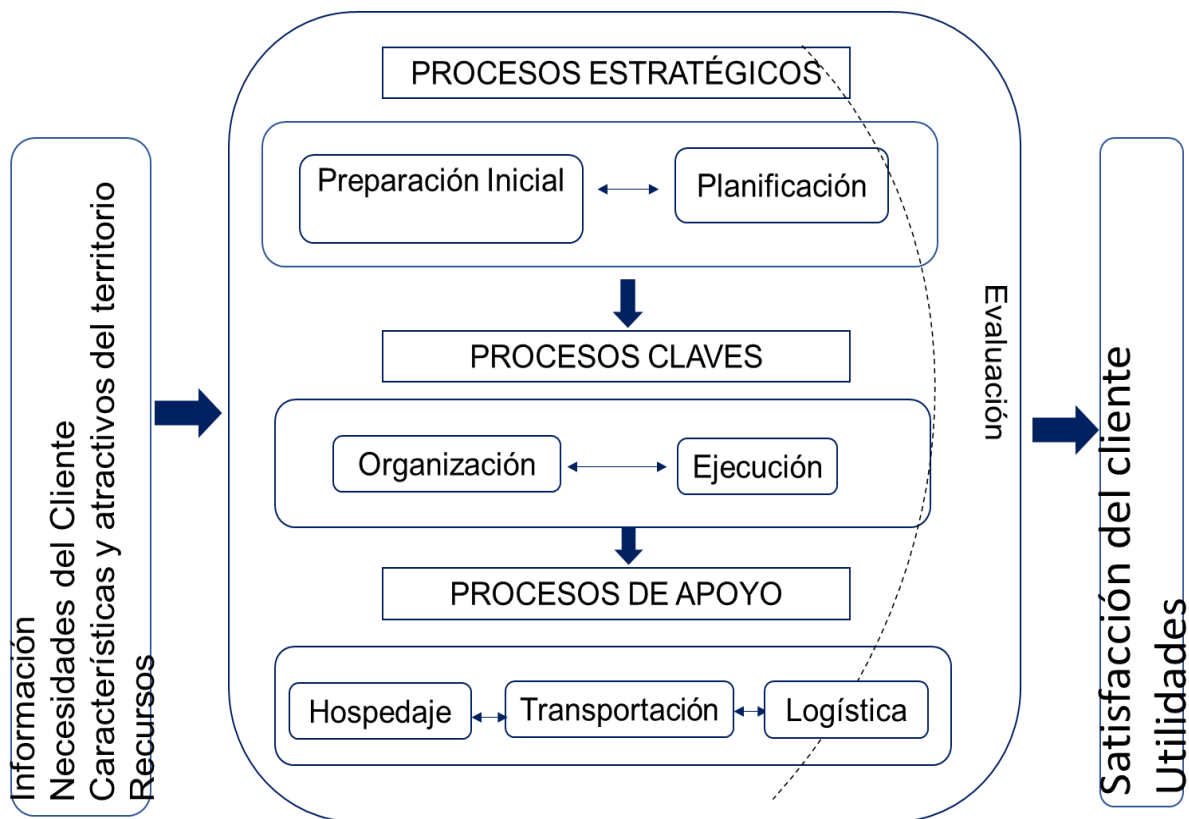 Información
Necesidades del Cliente
Características y atractivos del territorio
Recursos
PROCESOS ESTRATÉGICOS
Preparación Inicial
Planificación
PROCESOS CLAVES
Organización
Ejecución
PROCESOS DE APOYO
Hospedaje
Transportación
Logística
Evaluación
Satisfacción del cliente
Utilidades